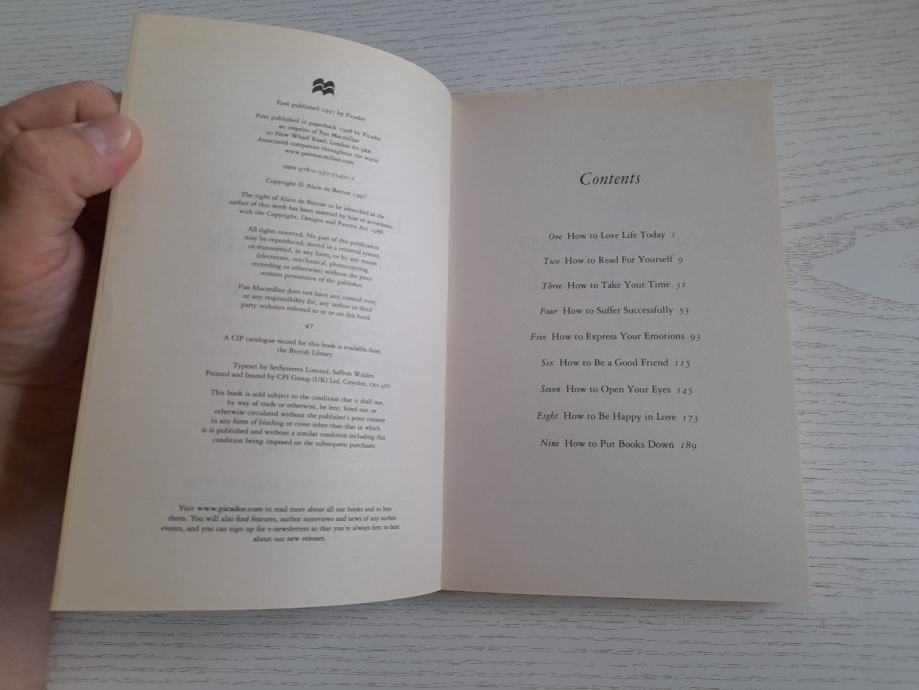 First published 1997 by Picador
First published in paperback 1998 by Picador
an imprint of Pan Macmillan
20 New Wharf Road, London N1 9RR
Associated companies throughout the world
www.panmacmillan.com
ISBN 978-0-330-35491-2
Copyright © Alain de Botton 1997
The right of Alain de Botton to be identified as the
author of this work has been asserted by him in accordance
with the Copyright, Designs and Patents Act 1988.
All rights reserved. No part of this publication
may be reproduced, stored in a retrieval system,
or transmitted, in any form, or by any means
(electronic, mechanical, photocopying,
recording or otherwise) without the prior
written permission of the publisher.
Pan Macmillan does not have any control over,
or any responsibility for, any author or third
party websites referred to in or on this book
47
A CIP catalogue record for this book is available from
the British Library.
Typeset by SetSystems Limited, Saffron Walden
Printed and bound by CPI Group (UK) Ltd, Croydon, CR0 4YY
This book is sold subject to the condition that it shall not,
by way of trade or otherwise, be lent, hired out, or
otherwise circulated without the publisher's prior consent
in any form of binding or cover other than that in which
it is published and without a similar condition including this
condition being imposed on the subsequent purchaser.
Visit www.picador.com to read more about all our books and to buy
them. You will also find features, author interviews and news of any author
events, and you can sign up for e-newsletters so that you're always first to hear
about our new releases.
Contents
One How to Love Life Today 1
Two How to Read For Yourself 9
Three How to Take Your Time 31
Four How to Suffer Successfully 53
Five How to Express Your Emotions 93
Six How to Be a Good Friend 115
Seven How to Open Your Eyes 145
Eight How to Be Happy in Love 173
Nine How to Put Books Down 189